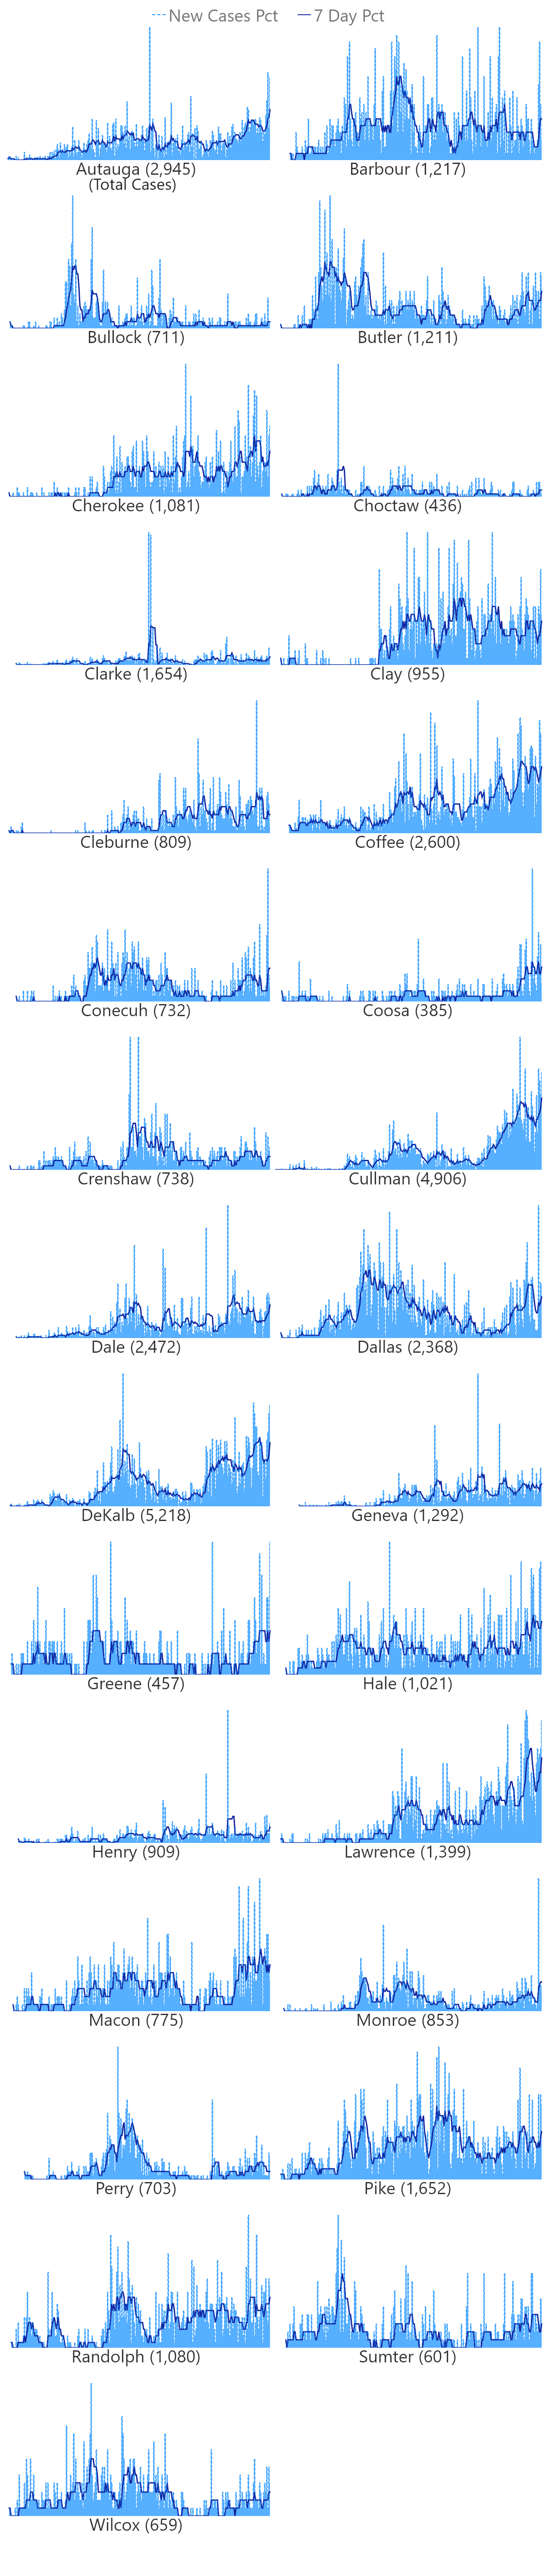 New Cases Pct 7 Day Pct
Autauga (2,945) Barbour (1,217)
(Total Cases)
Bullock (711) Butler (1,211)
Cherokee (1,081) Choctaw (436)
Clarke (1,654) Clay (955)
Cleburne (809) Coffee (2,600)
Conecuh (732) Coosa (385)
Crenshaw (738) Cullman (4,906)
Dale (2,472) Dallas (2,368)
DeKalb (5,218) Geneva (1,292)
Greene (457) Hale (1,021)
Henry (909) Lawrence (1,399)
Macon (775) Monroe (853)
Perry (703) Pike (1,652)
Randolph (1,080) Sumter (601)
Wilcox (659)